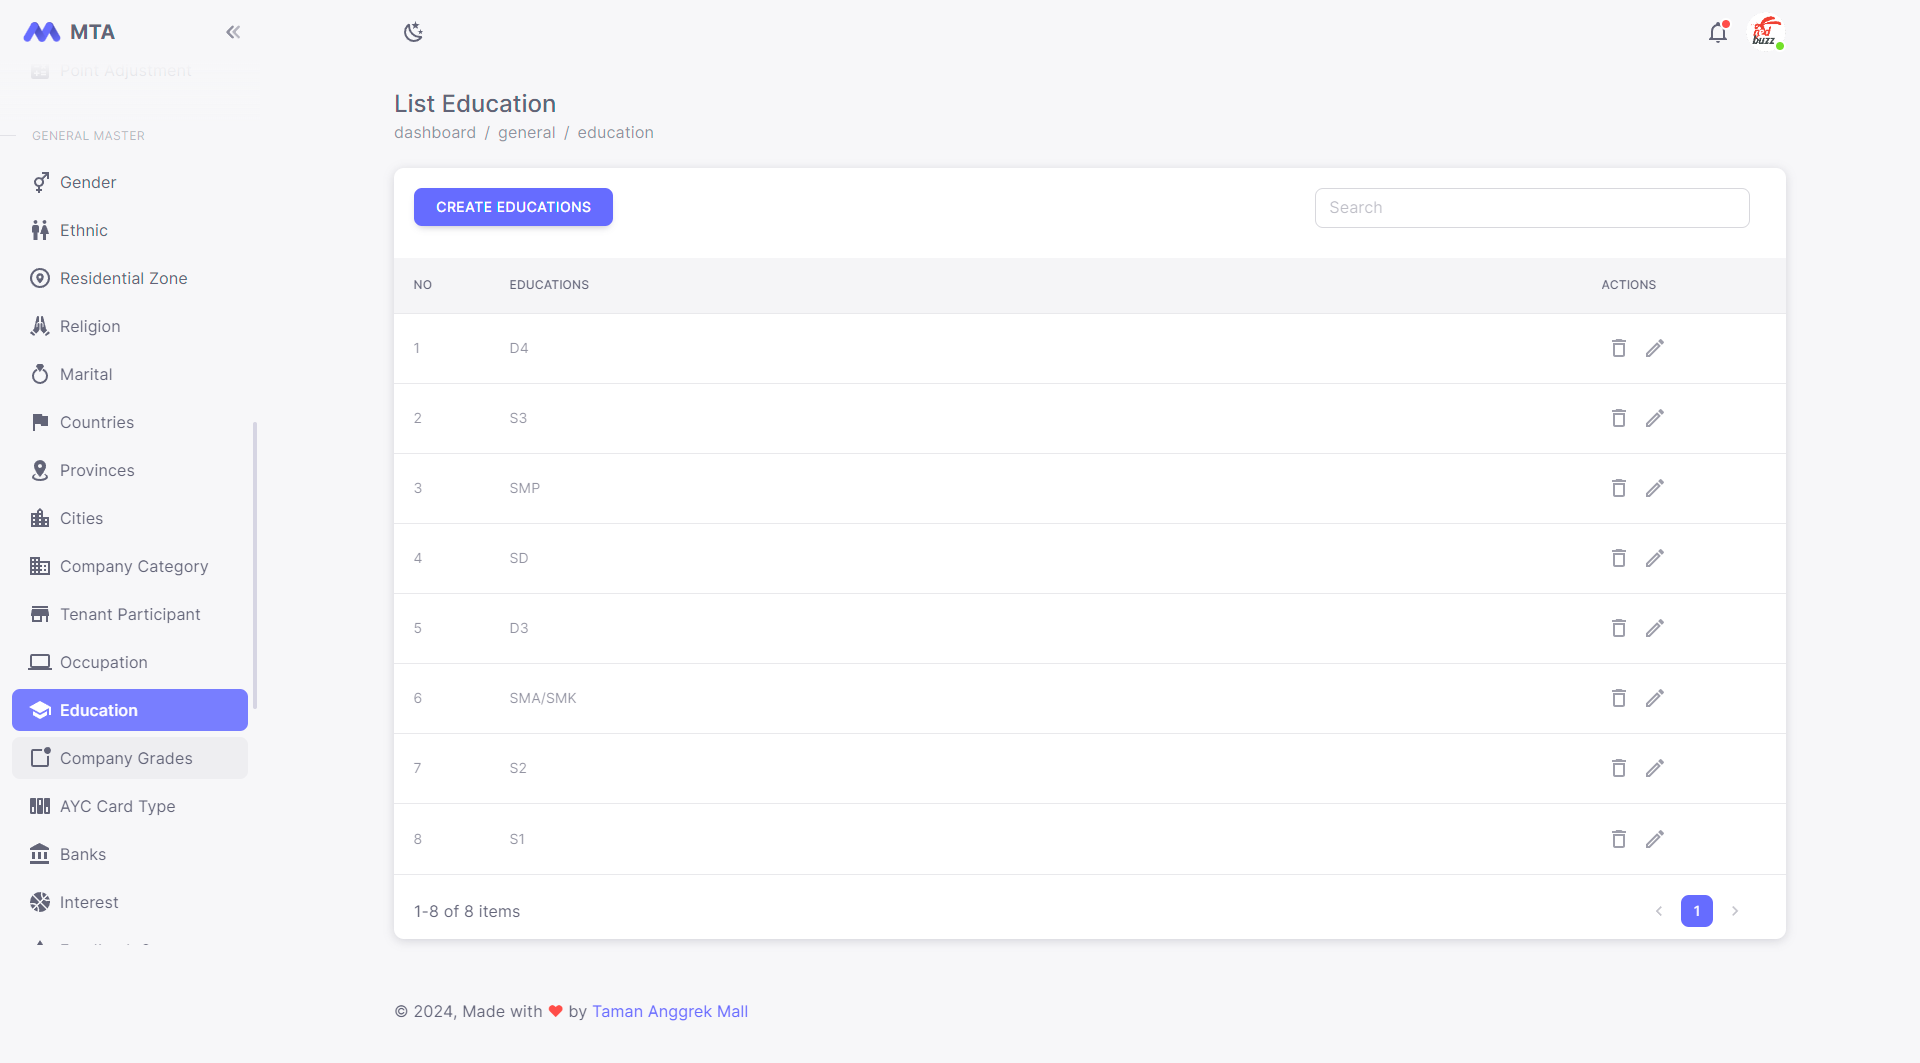 MTA
Point Adjustment
GENERAL MASTER
Gender
Ethnic
Residential Zone
Religion
Marital
Countries
Provinces
Cities
Company Category
Tenant Participant
Occupation
Education
Company Grades
AYC Card Type
Banks
Interest
buzz
List Education
dashboard / general / education
CREATE EDUCATIONS
Search
NO EDUCATIONS ACTIONS
1 D4
2 S3
3 SMP
4 SD
5 D3
6 SMA/SMK
7 S2
8 S1
1-8 of 8 items
1
© 2024, Made with ❤ by Taman Anggrek Mall